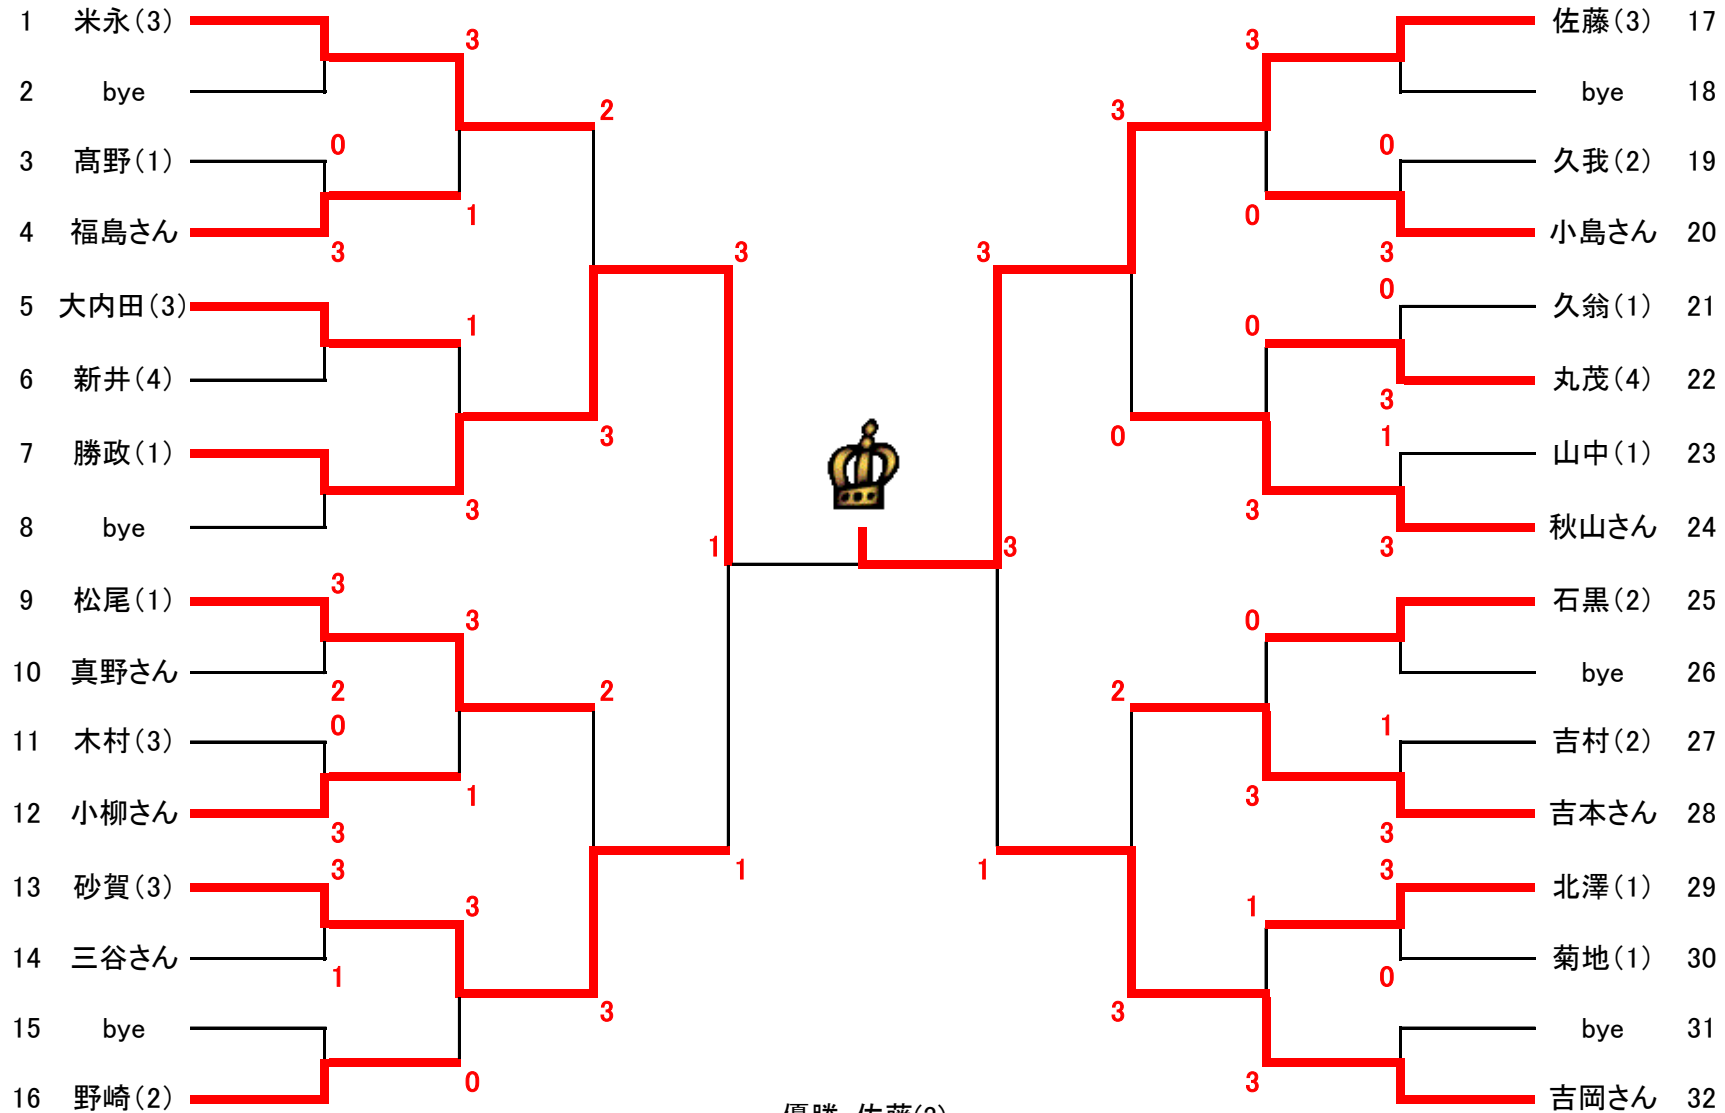 1 米永(3)
2 bye
3 髙野(1)
4 福島さん
5 大内田(3)
6 新井(4)
7 勝政(1)
8 bye
9 松尾(1)
10 真野さん
11 木村(3)
12 小柳さん
13 砂賀(3)
14 三谷さん
15 bye
16 野崎(2)
0
3
3
2
0
3
3
1
3
1
1
3
3
1
3
0
2
3
2
3
3
1
1
3
3
1
3
0
2
3
3
0
0
3
0
3
1
3
0
3
0
3
1
3
1
3
3
0
佐藤(3) 17
bye 18
久我(2) 19
小島さん 20
久翁(1) 21
丸茂(4) 22
山中(1) 23
秋山さん 24
石黒(2) 25
bye 26
吉村(2) 27
吉本さん 28
北澤(1) 29
菊地(1) 30
bye 31
吉岡さん 32
優勝 佐藤(3)